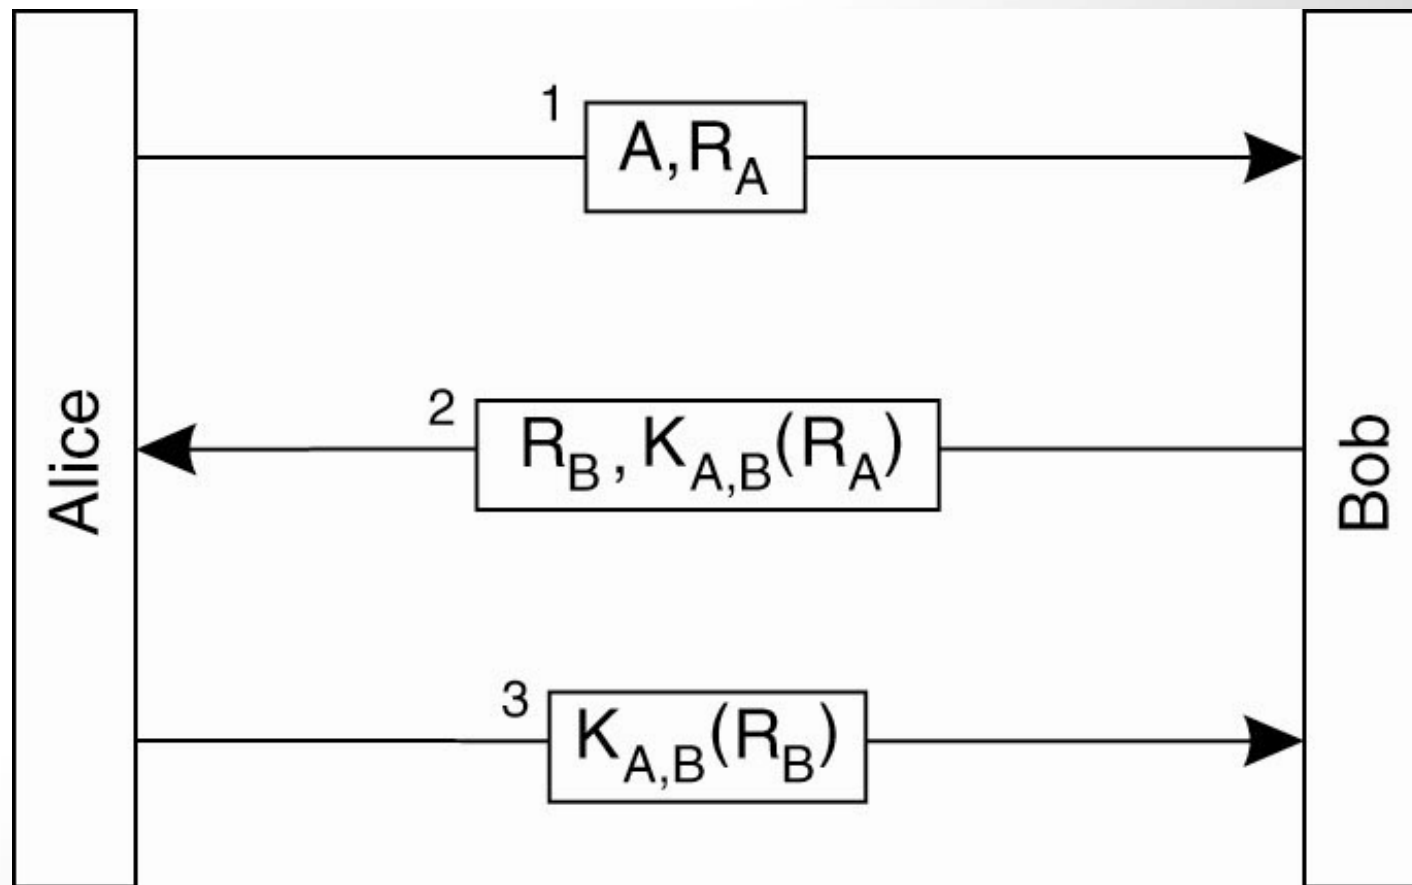 1
A,R_A
2
R_B,K_A,B(R_A)
3
K_A,B(R_B)
Alice
Bob